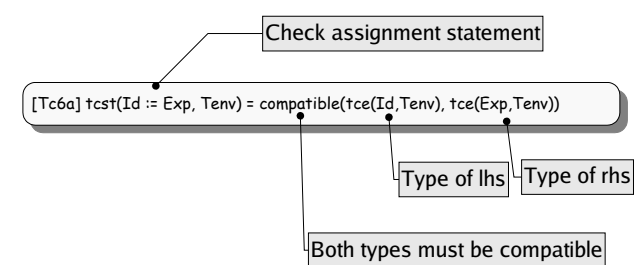 Check assignment statement
[Tc6a] tcst(Id := Exp, Tenv) = compatible(tce(Id,Tenv), tce(Exp,Tenv))
Type of lhs
Type of rhs
Both types must be compatible